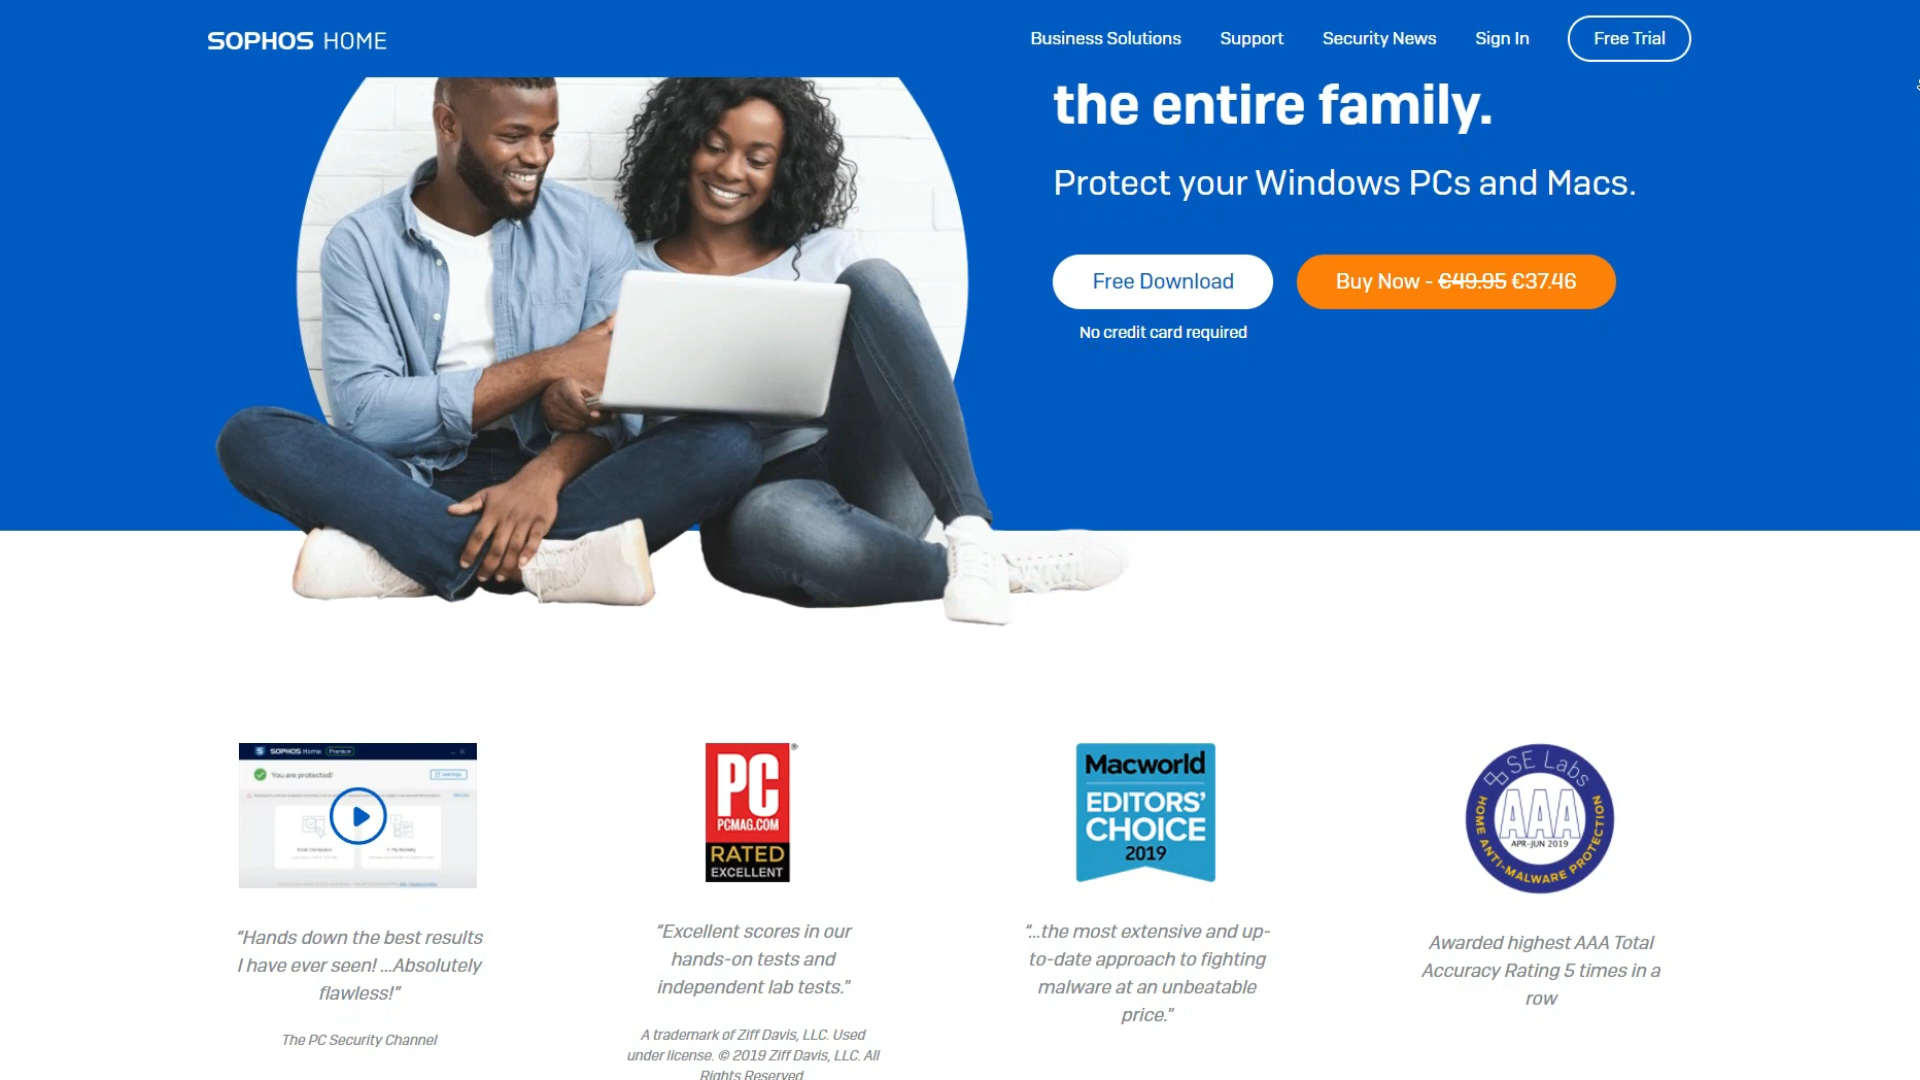 SOPHOS HOME
Business Solutions
Support
Security News
Sign In
Free Trial
the entire family.
Protect your Windows PCs and Macs.
Free Download
Buy Now - €49.95 €37.46
No credit card required
SOPHOS Home Premium
You are protected!
"Hands down the best results
I have ever seen! ...Absolutely
flawless!"
The PC Security Channel
PC
PCMAG.COM
RATED
EXCELLENT
"Excellent scores in our
hands-on tests and
independent lab tests."
A trademark of Ziff Davis, LLC. Used
under license. © 2019 Ziff Davis, LLC. All
Rights Reserved
Macworld
EDITORS'
CHOICE
2019
"...the most extensive and up-
to-date approach to fighting
malware at an unbeatable
price."
SE Labs
AAA
APR-JUN 2019
HOME ANTI-MALWARE PROTECTION
Awarded highest AAA Total
Accuracy Rating 5 times in a
row